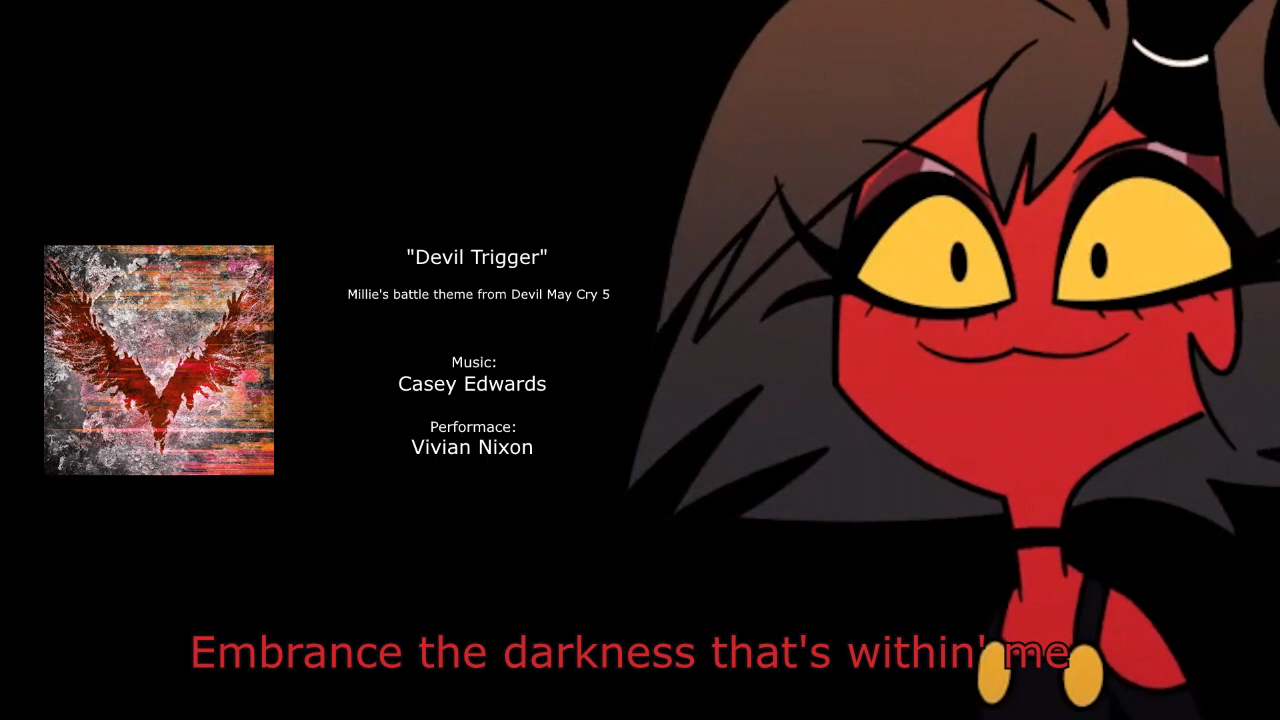 "Devil Trigger"
Millie's battle theme from Devil May Cry 5
Music:
Casey Edwards
Performace:
Vivian Nixon
Embrance the darkness that's within' me